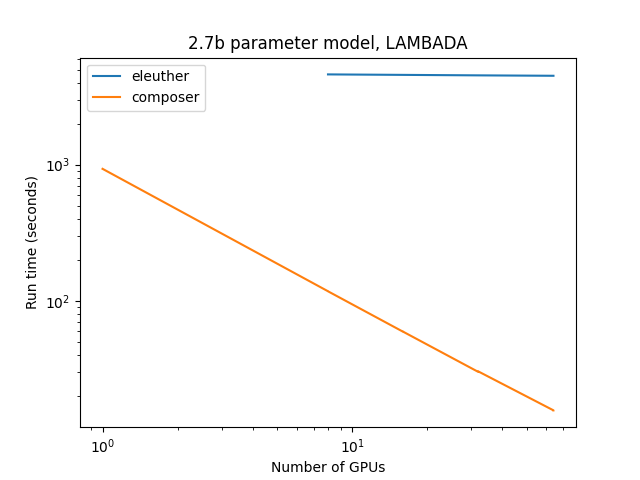 2.7b parameter model, LAMBADA
eleuther
composer
10³
10²
Run time (seconds)
10⁰
10¹
Number of GPUs